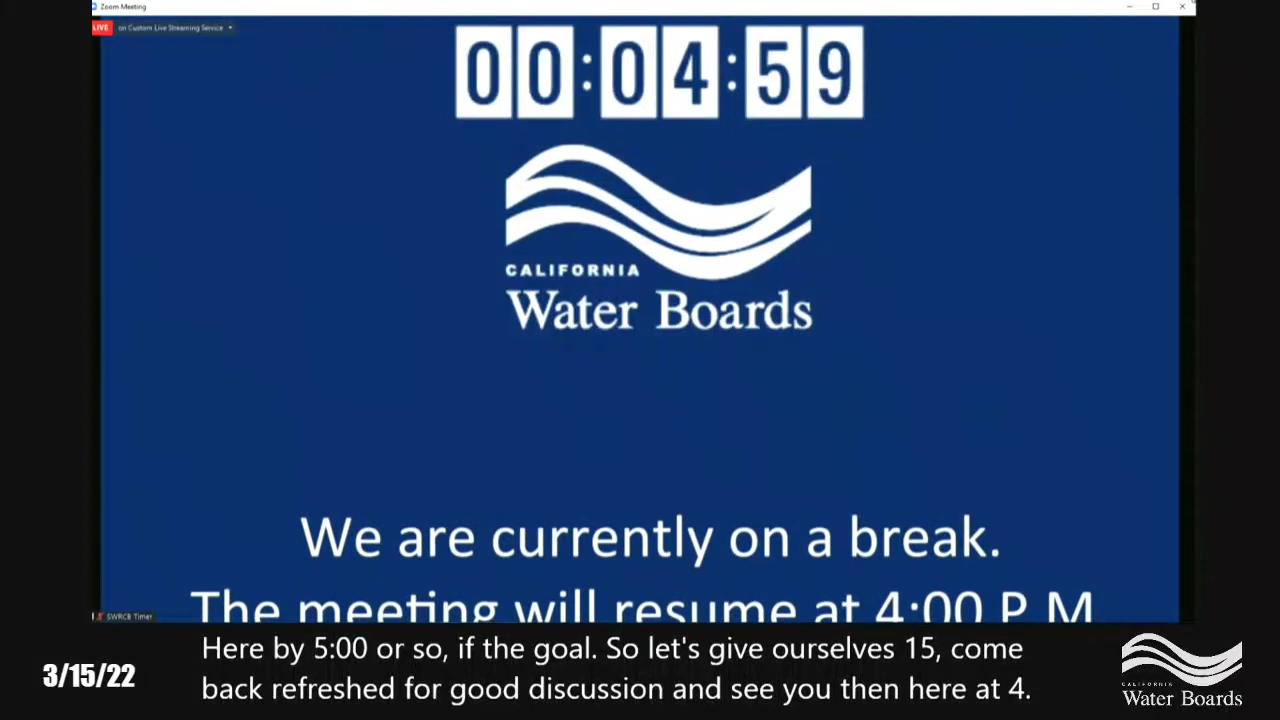 Zoom Meeting
LIVE on Custom Live Streaming Service
00:04:59
CALIFORNIA
Water Boards
We are currently on a break.
The meeting will resume at 4:00 P.M.
SWRCB Timer
Here by 5:00 or so, if the goal. So let's give ourselves 15, come
back refreshed for good discussion and see you then here at 4.
3/15/22
CALIFORNIA
Water Boards